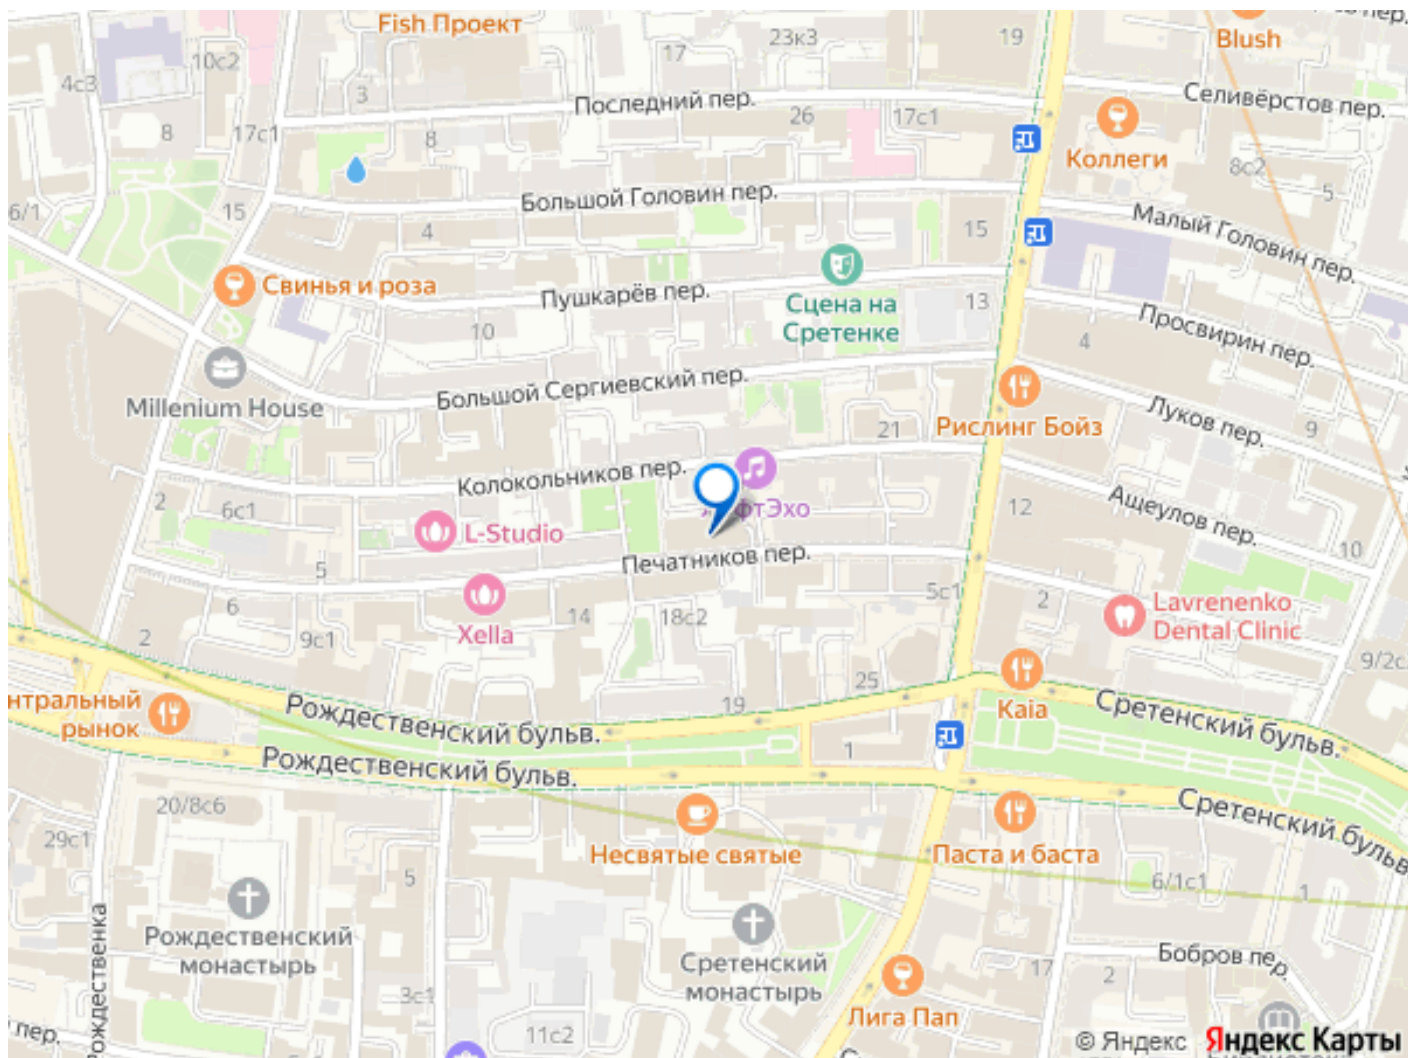 Fish Проект
23к3
19
Blush
17
10с2
4с3
3
Последний пер.
Селивёрстов пер.
26
17с1
8
17с1
8
Коллеги
8с2
5
Большой Головин пер.
6/1
15
4
15
Малый Головин пер.
Свинья и роза
Пушкарёв пер.
Сцена на
Сретенке
13
10
4
Просвирин пер.
Большой Сергиевский пер.
Millenium House
Луков пер.
9
Рислинг Бойз
21
Колокольников пер.
2
6с1
12
Ащеулов пер.
L-Studio
Печатников пер.
10
5
6
Xella
14
18с2
5с1
2
Lavrenenko
Dental Clinic
2
9с1
25
19
Kaia
нтральный
рынок
Рождественский бульв.
Сретенский бульв.
1
Рождественский бульв.
20/8с6
29с1
Несвятые святые
Паста и баста
Сретенский бульв.
5
6/1с1
1
Рождественский
монастырь
Сретенский
монастырь
Рождественка
Бобров пер.
17
2
3с1
Лига Пап
11с2
пер.
© Яндекс
Яндекс Карты